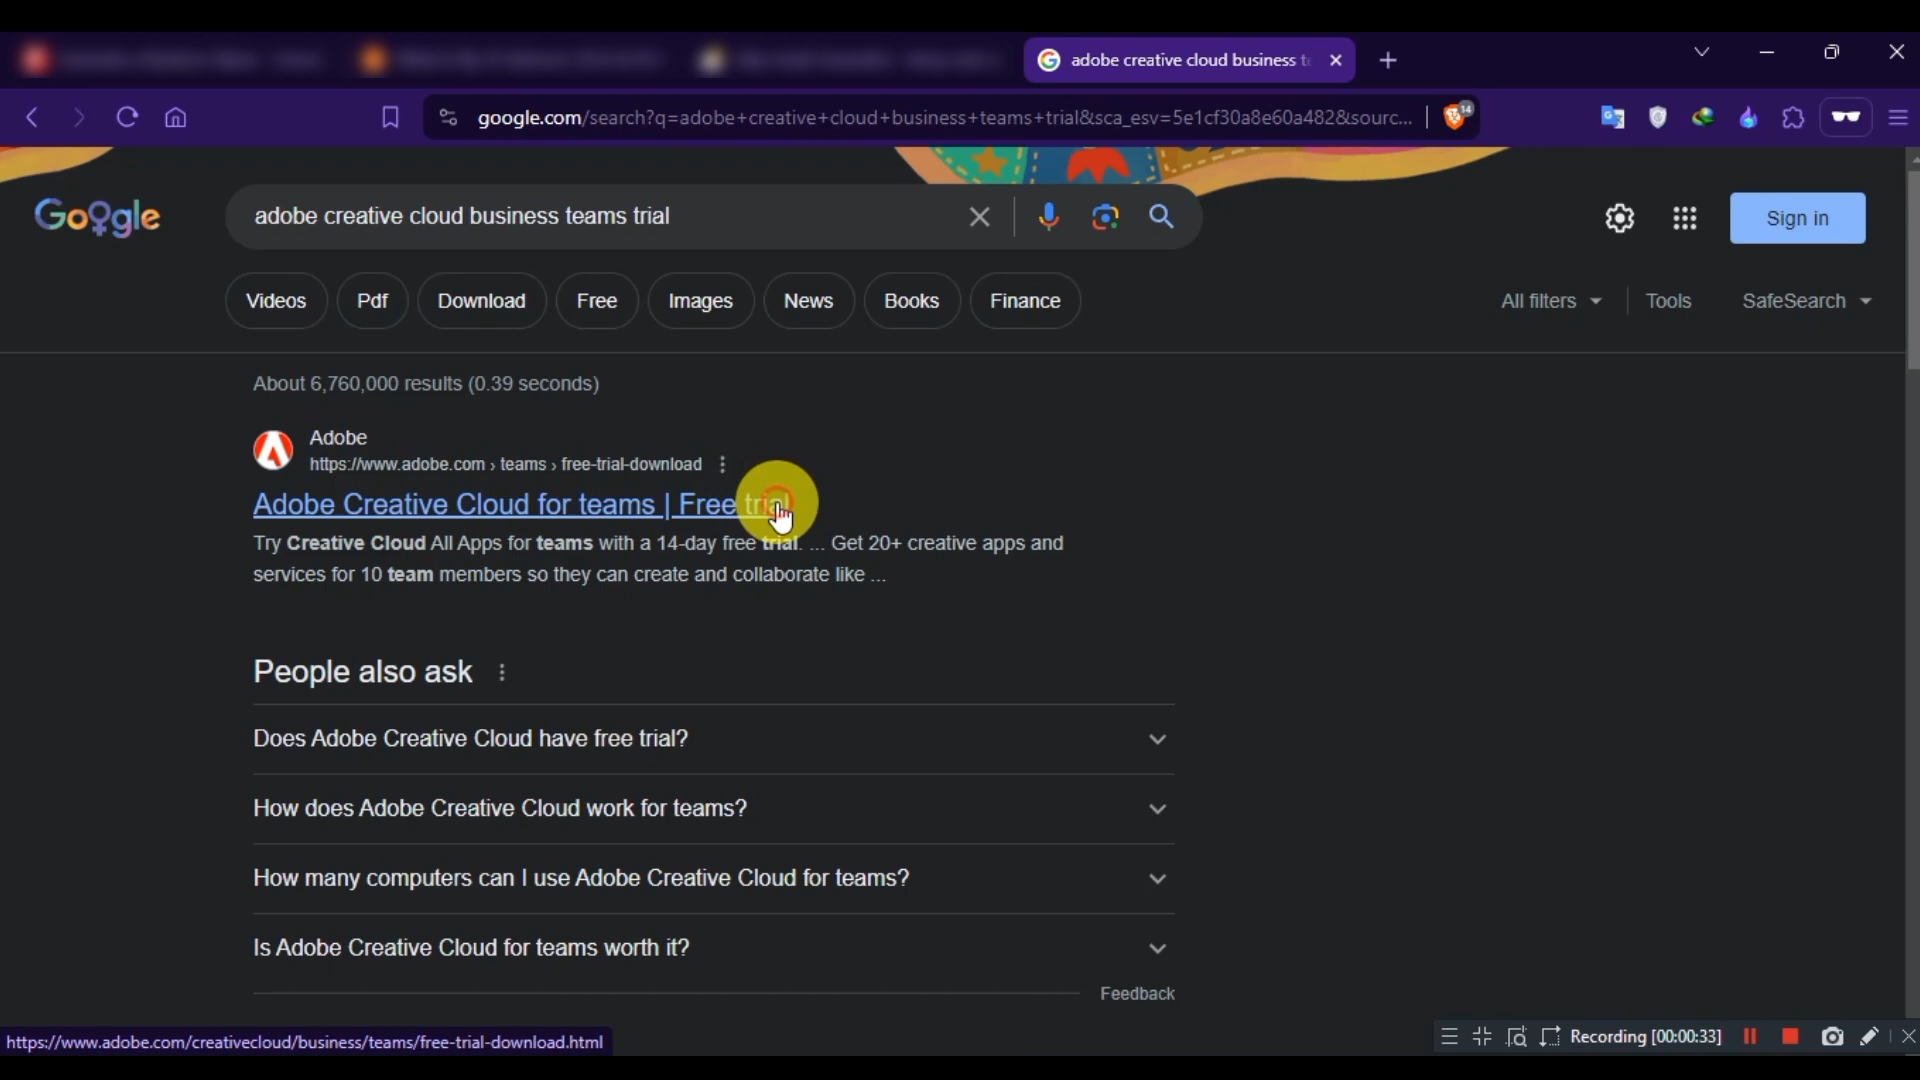 adobe creative cloud business t
google.com/search?q=adobe+creative+cloud+business+teams+trial&sca_esv=5e1cf30a8e60a482&sourc...
14
Google
adobe creative cloud business teams trial
Sign in
Videos
Pdf
Download
Free
Images
News
Books
Finance
All filters
Tools
SafeSearch
About 6,760,000 results (0.39 seconds)
Adobe
https://www.adobe.com › teams › free-trial-download
Adobe Creative Cloud for teams | Free trial
Try Creative Cloud All Apps for teams with a 14-day free trial. ... Get 20+ creative apps and
services for 10 team members so they can create and collaborate like ...
People also ask
Does Adobe Creative Cloud have free trial?
How does Adobe Creative Cloud work for teams?
How many computers can I use Adobe Creative Cloud for teams?
Is Adobe Creative Cloud for teams worth it?
Feedback
https://www.adobe.com/creativecloud/business/teams/free-trial-download.html
Recording [00:00:33]